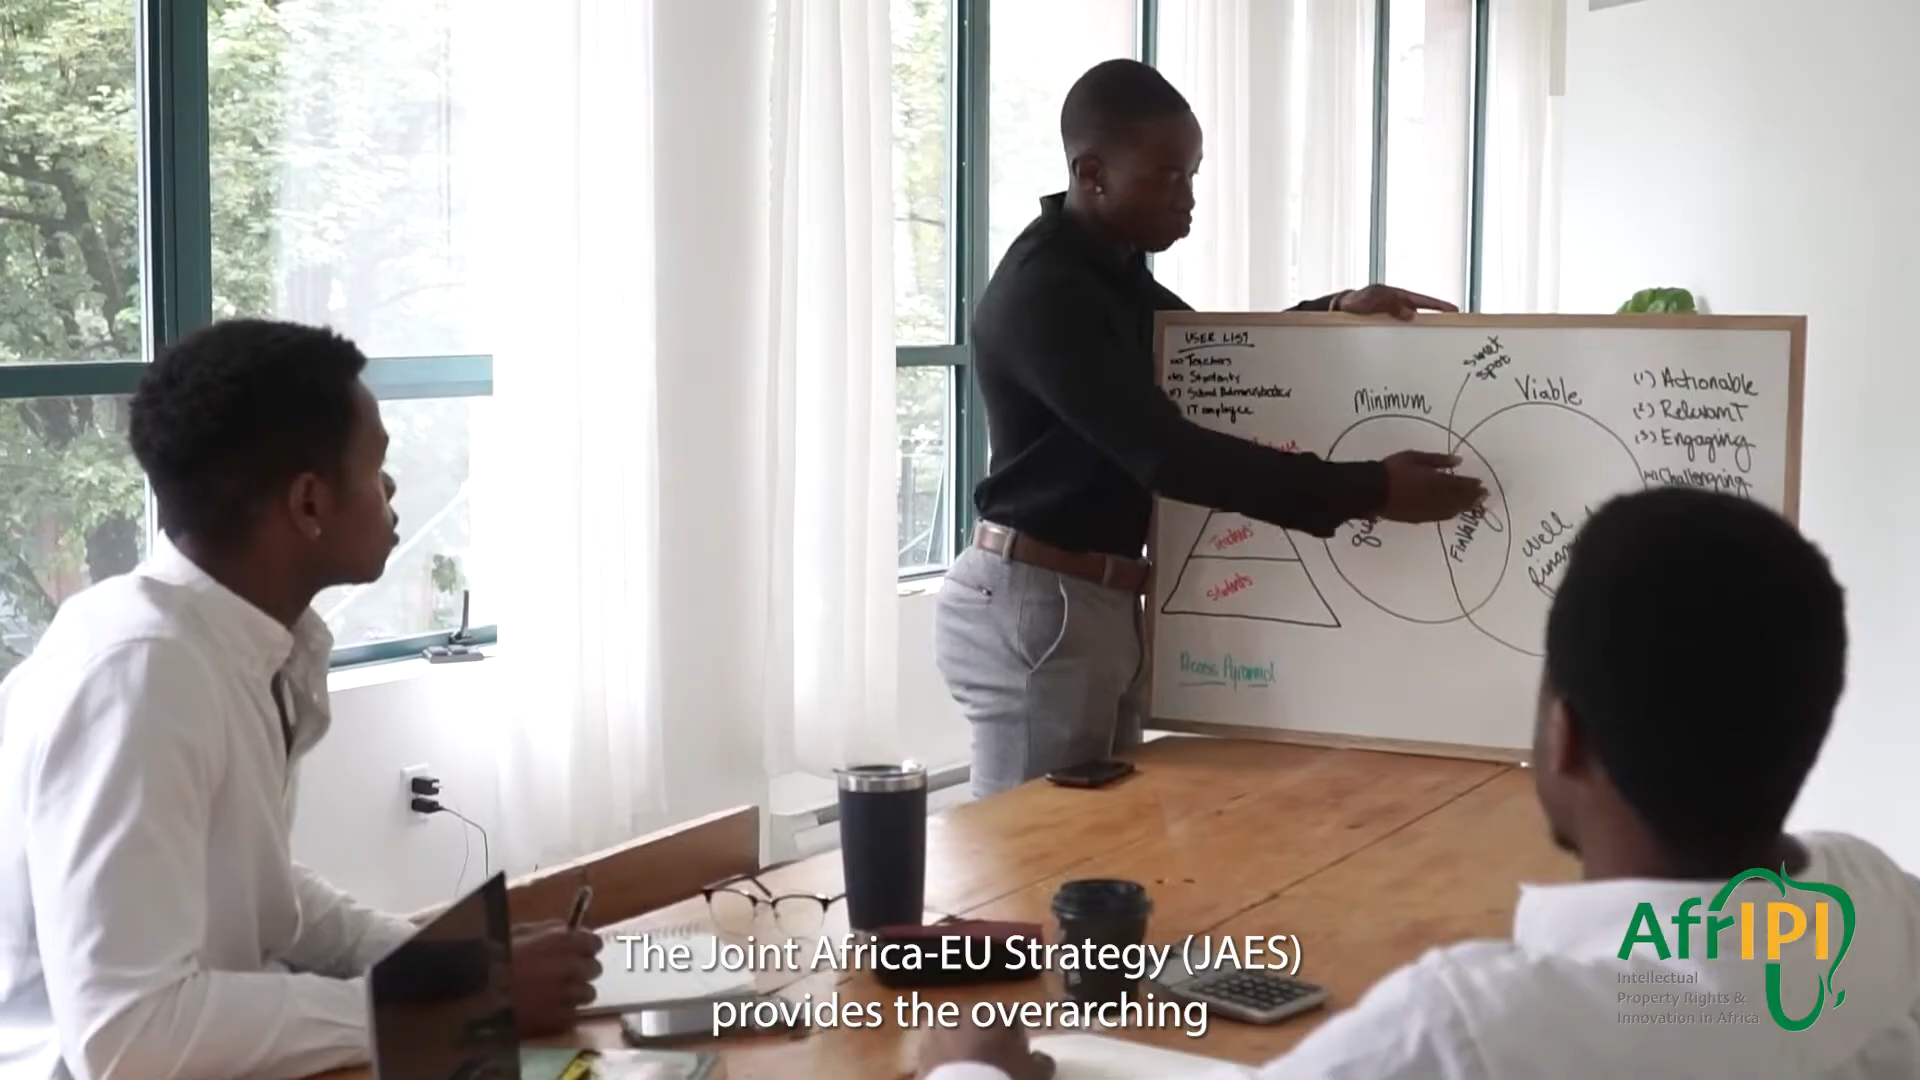 USER LIST
Teachers
Students
School Administrator
IT employee
Minimum
sweet
spot
Viable
(1) Actionable
(2) Relevant
(3) Engaging
Challenging
Teachers
Students
well
Access Pyramid
The Joint Africa-EU Strategy (JAES)
provides the overarching
AfrIPI
Intellectual
Property Rights &
Innovation in Africa